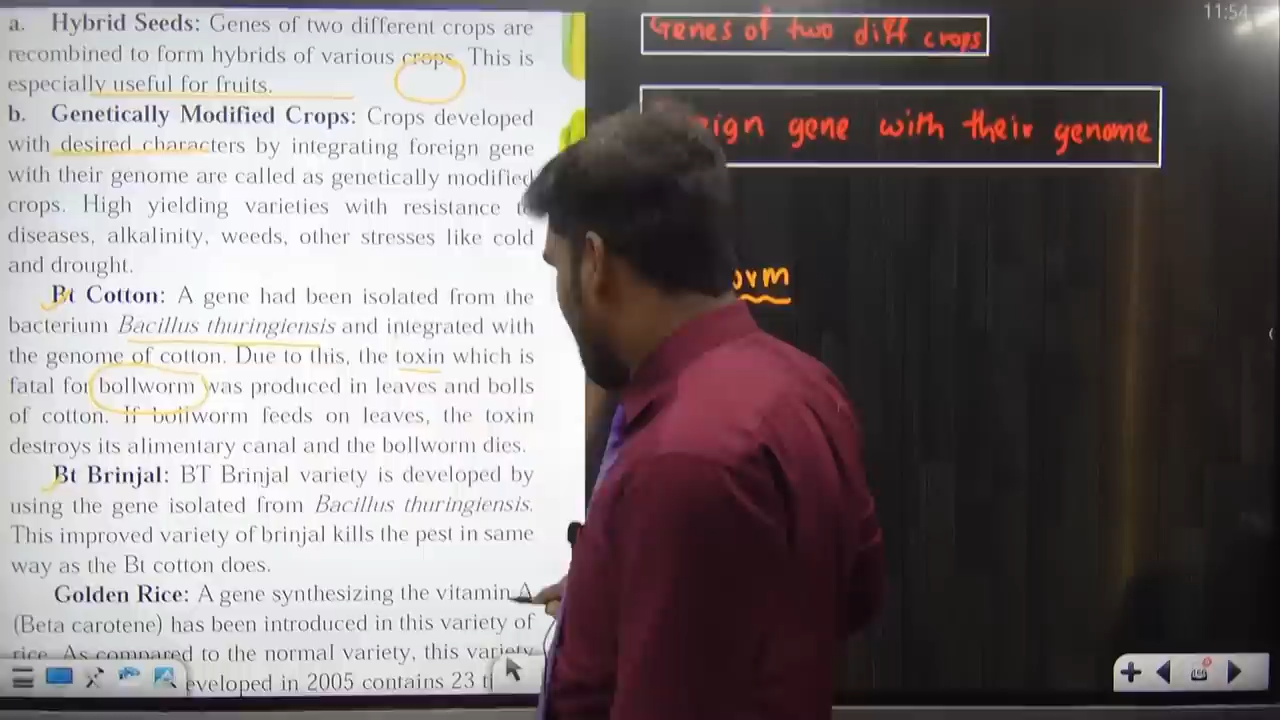 a. Hybrid Seeds: Genes of two different crops are
recombined to form hybrids of various crops. This is
especially useful for fruits.
b. Genetically Modified Crops: Crops developed
with desired characters by integrating foreign gene
with their genome are called as genetically modified
crops. High yielding varieties with resistance
diseases, alkalinity, weeds, other stresses like cold
and drought.
Bt Cotton: A gene had been isolated from the
bacterium Bacillus thuringiensis and integrated with
the genome of cotton. Due to this, the toxin which is
fatal for bollworm was produced in leaves and bolls
of cotton. If bollworm feeds on leaves, the toxin
destroys its alimentary canal and the bollworm dies.
Bt Brinjal: BT Brinjal variety is developed by
using the gene isolated from Bacillus thuringiensis.
This improved variety of brinjal kills the pest in same
way as the Bt cotton does.
Golden Rice: A gene synthesizing the vitamin A
(Beta carotene) has been introduced in this variety of
rice. As compared to the normal variety, this variety
eveloped in 2005 contains 23
11:54
Genes of two diff crops
eign gene with their genome
orm